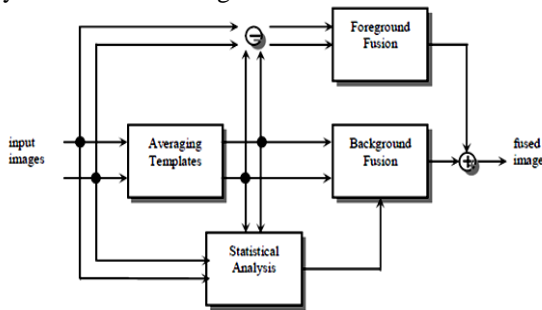 Foreground
Fusion
input
images
Averaging
Templates
Background
Fusion
fused
image
Statistical
Analysis